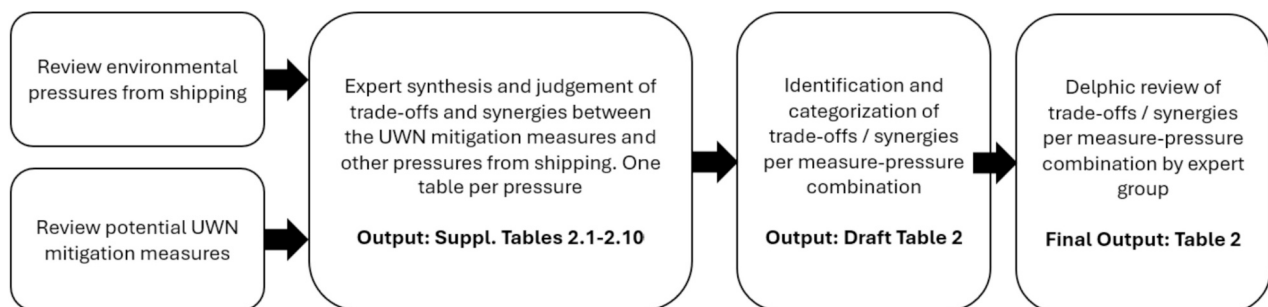 Review environmental
pressures from shipping
Review potential UWN
mitigation measures
Expert synthesis and judgement of
trade-offs and synergies between
the UWN mitigation measures and
other pressures from shipping. One
table per pressure
Output: Suppl. Tables 2.1-2.10
Identification and
categorization of
trade-offs / synergies
per measure-pressure
combination
Output: Draft Table 2
Delphic review of
trade-offs / synergies
per measure-pressure
combination by expert
group
Final Output: Table 2